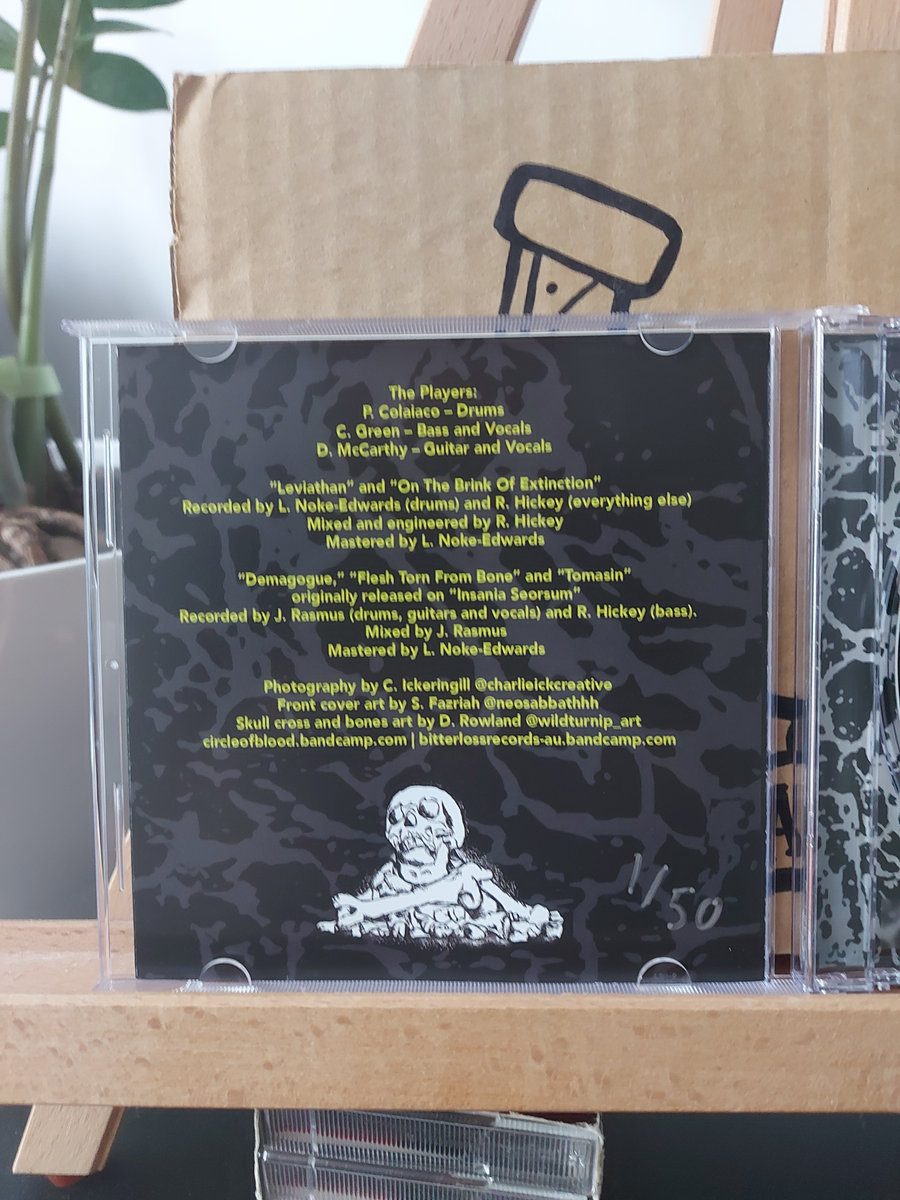 The Players:
P. Colaiaco – Drums
C. Green – Bass and Vocals
D. McCarthy – Guitar and Vocals
"Leviathan" and "On The Brink Of Extinction"
Recorded by L. Noke-Edwards (drums) and R. Hickey (everything else)
Mixed and engineered by R. Hickey
Mastered by L. Noke-Edwards
"Demagogue," "Flesh Torn From Bone" and "Tomasin"
originally released on "Insania Seorsum"
Recorded by J. Rasmus (drums, guitars and vocals) and R. Hickey (bass).
Mixed by J. Rasmus
Mastered by L. Noke-Edwards
Photography by C. Ickeringill @charlieickcreative
Front cover art by S. Fazriah @neosabbathhh
Skull cross and bones art by D. Rowland @wildturnip_art
circleofblood.bandcamp.com | bitterlossrecords-au.bandcamp.com
1/50